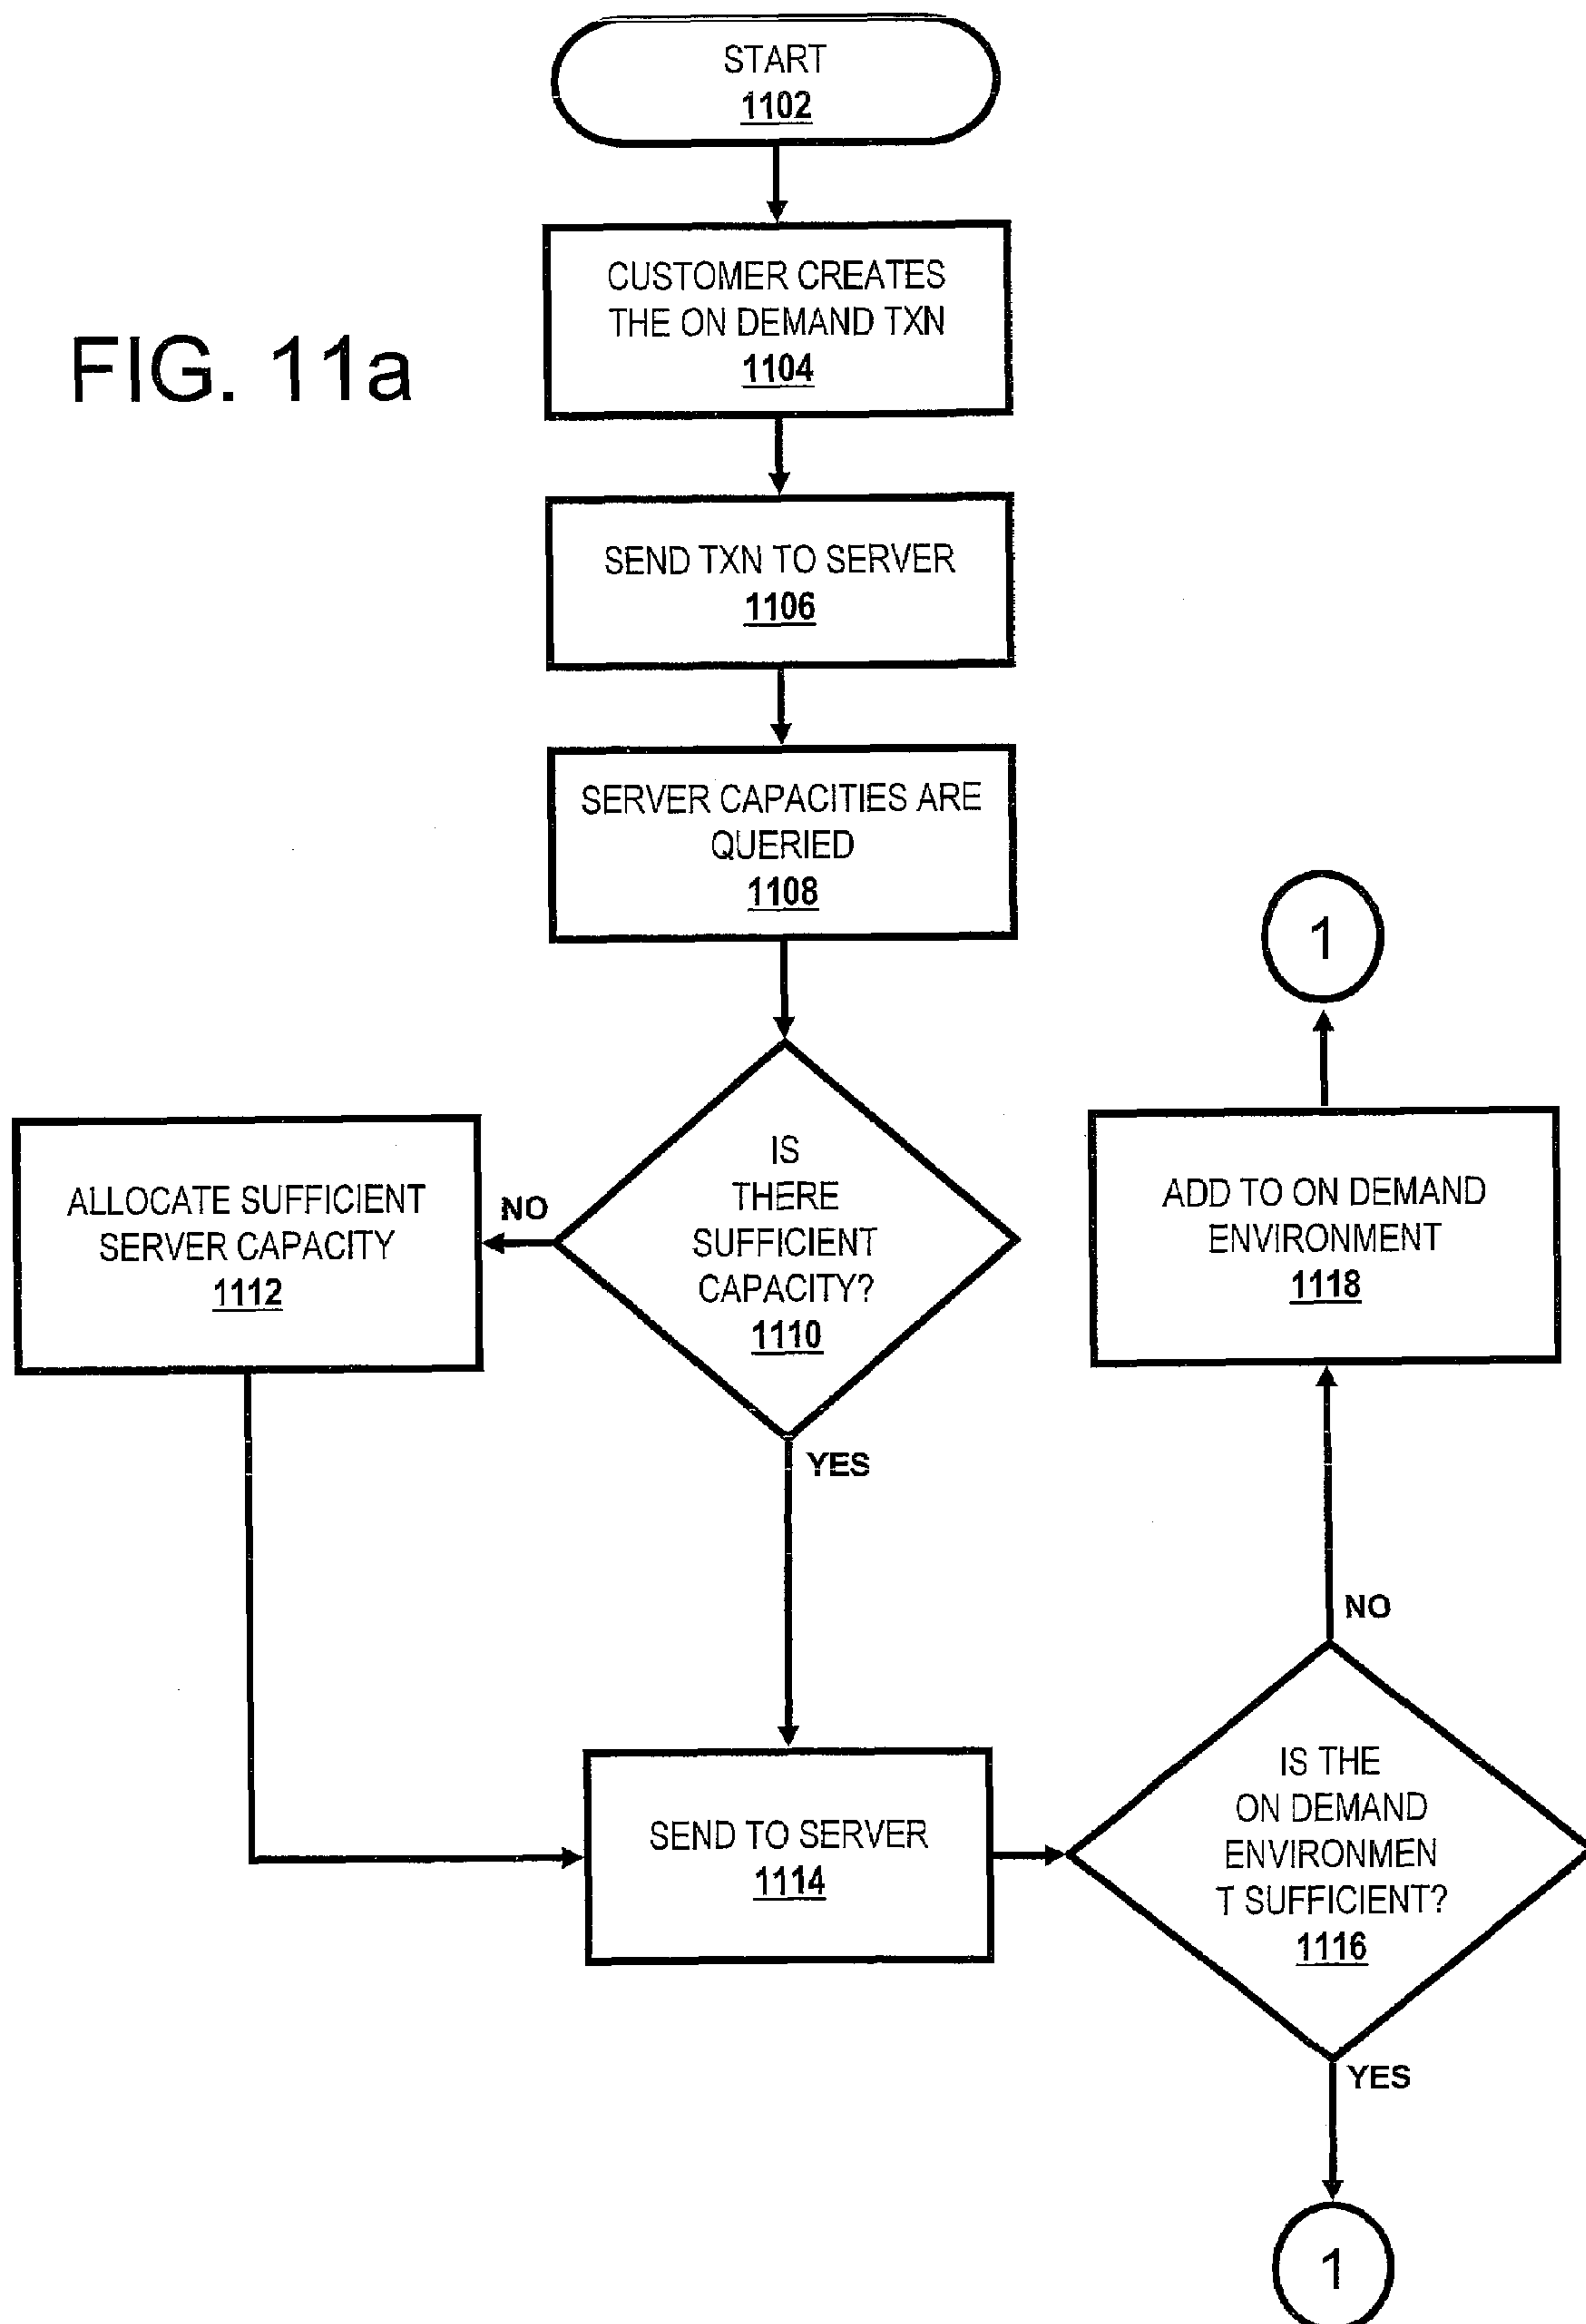 START
1102
FIG. 11a
CUSTOMER CREATES
THE ON DEMAND TXN
1104
SEND TXN TO SERVER
1106
SERVER CAPACITIES ARE
QUERIED
1108
1
IS
THERE
SUFFICIENT
CAPACITY?
1110
NO
YES
ALLOCATE SUFFICIENT
SERVER CAPACITY
1112
ADD TO ON DEMAND
ENVIRONMENT
1118
SEND TO SERVER
1114
NO
IS THE
ON DEMAND
ENVIRONMEN
T SUFFICIENT?
1116
YES
1